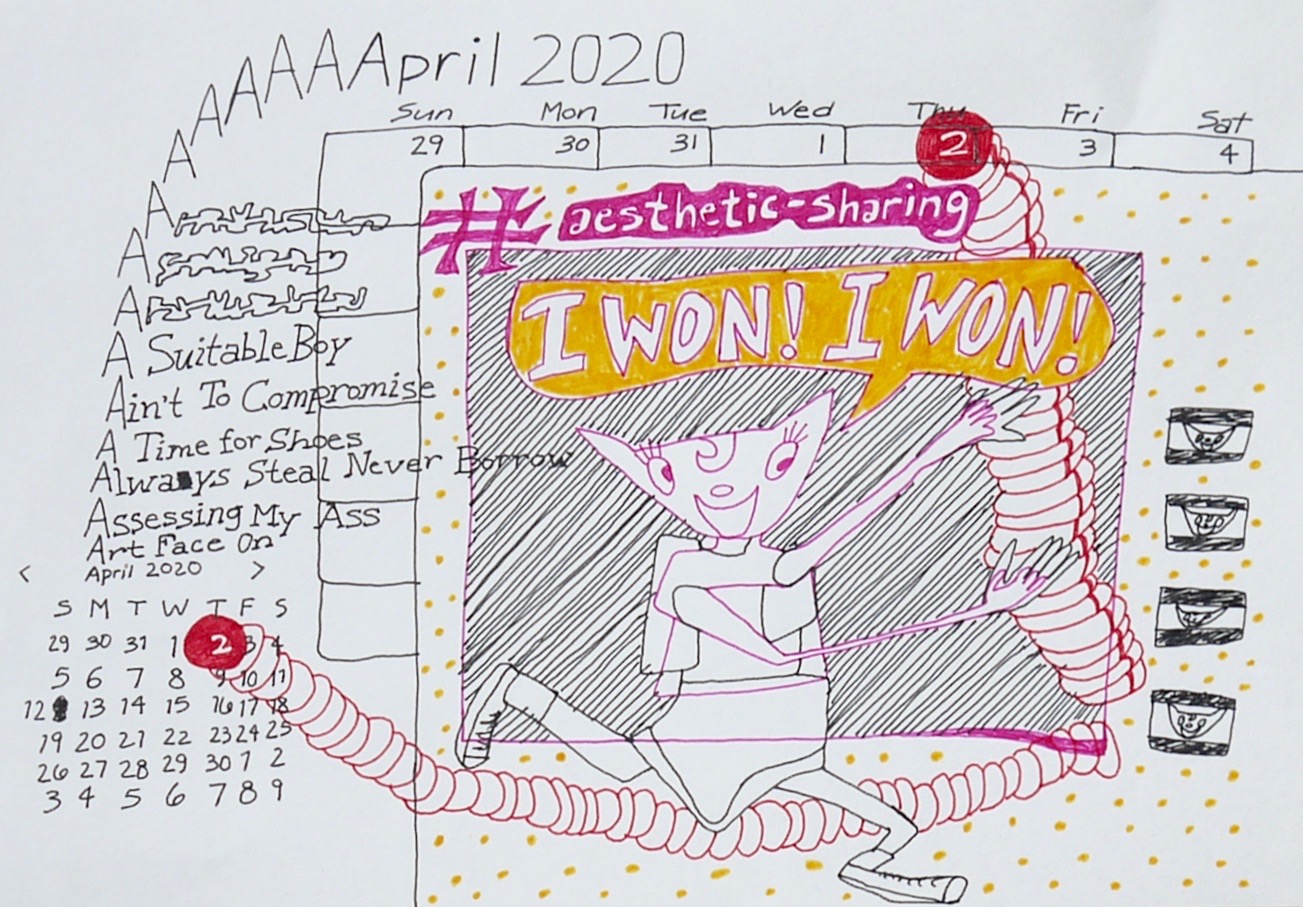 AAAAAApril 2020
Sun Mon Tue Wed Thu Fri Sat
29 30 31 1 2 3 4
#aesthetic-sharing
I WON! I WON!
A
A
A
A
A
A Suitable Boy
Ain't To Compromise
A Time for Shoes
Always Steal Never Borrow
Assessing My Ass
Art Face On
< April 2020 >
S M T W T F S
29 30 31 1 2 3 4
5 6 7 8 9 10 11
12 13 14 15 16 17 18
19 20 21 22 23 24 25
26 27 28 29 30 1 2
3 4 5 6 7 8 9